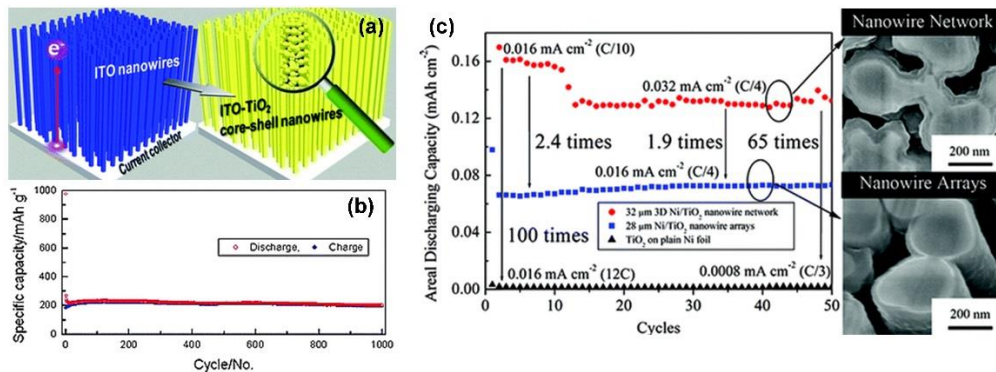 (a)
e⁻
ITO nanowires
ITO-TiO₂
core-shell nanowires
Current collector
(b)
Specific capacity/mAh g⁻¹
1000
800
600
400
200
0
Discharge, Charge
0 200 400 600 800 1000
Cycle/No.
(c)
Areal Discharging Capacity (mAh cm⁻²)
0.16
0.12
0.08
0.04
0.00
0.016 mA cm⁻² (C/10)
0.032 mA cm⁻² (C/4)
2.4 times
1.9 times
65 times
0.016 mA cm⁻² (C/4)
32 μm 3D Ni/TiO₂ nanowire network
28 μm Ni/TiO₂ nanowire arrays
TiO₂ on plain Ni foil
100 times
0.016 mA cm⁻² (12C)
0.0008 mA cm⁻² (C/3)
0 10 20 30 40 50
Cycles
Nanowire Network
200 nm
Nanowire Arrays
200 nm